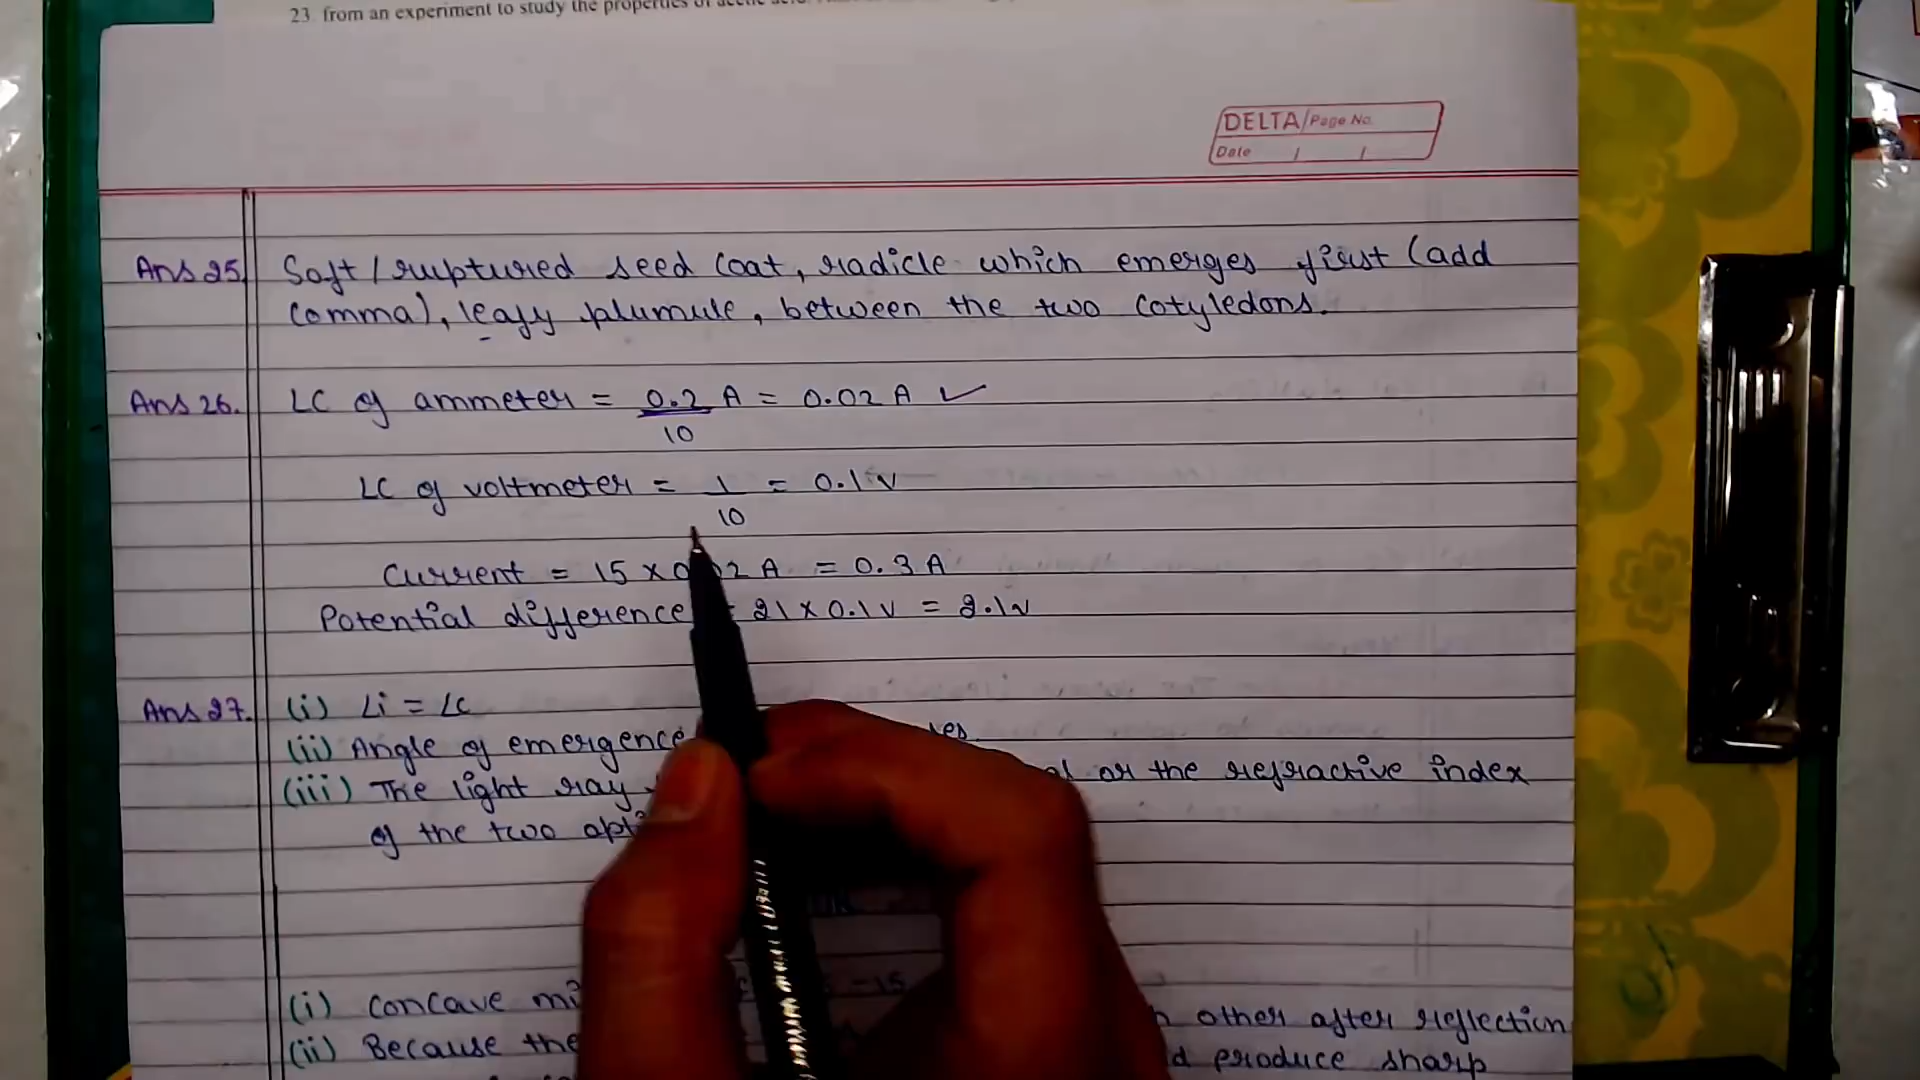 23. from an experiment to study the properties of acetic
DELTA/Page No.
Date / /
Ans 25. Soft / ruptured seed coat, radicle which emerges first (add
comma), leafy plumule, between the two cotyledons.
Ans 26. LC of ammeter = 0.2/10 A = 0.02 A ✓
LC of voltmeter = 1/10 = 0.1 V
Current = 15 × 0.02 A = 0.3 A
Potential difference = 21 × 0.1 V = 2.1 V
Ans 27. (i) ∠i = ∠c
(ii) Angle of emergence
(iii) The light ray or the refractive index
of the two
(i) Concave
(ii) Because the other after reflection
produce sharp